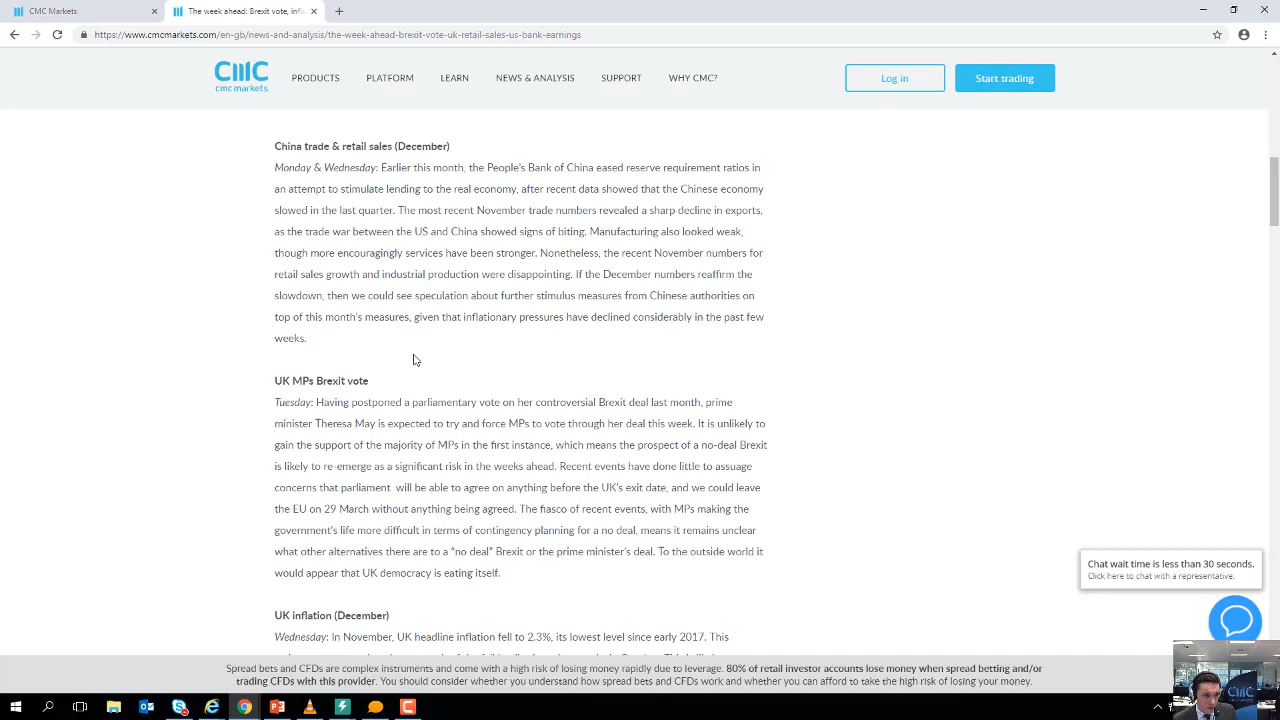 CMC Markets
The week ahead: Brexit vote, infl
https://www.cmcmarkets.com/en-gb/news-and-analysis/the-week-ahead-brexit-vote-uk-retail-sales-us-bank-earnings
cmc markets
PRODUCTS PLATFORM LEARN NEWS & ANALYSIS SUPPORT WHY CMC? Log in Start trading
China trade & retail sales (December)
Monday & Wednesday: Earlier this month, the People's Bank of China eased reserve requirement ratios in
an attempt to stimulate lending to the real economy, after recent data showed that the Chinese economy
slowed in the last quarter. The most recent November trade numbers revealed a sharp decline in exports,
as the trade war between the US and China showed signs of biting. Manufacturing also looked weak,
though more encouragingly services have been stronger. Nonetheless, the recent November numbers for
retail sales growth and industrial production were disappointing. If the December numbers reaffirm the
slowdown, then we could see speculation about further stimulus measures from Chinese authorities on
top of this month's measures, given that inflationary pressures have declined considerably in the past few
weeks.
UK MPs Brexit vote
Tuesday: Having postponed a parliamentary vote on her controversial Brexit deal last month, prime
minister Theresa May is expected to try and force MPs to vote through her deal this week. It is unlikely to
gain the support of the majority of MPs in the first instance, which means the prospect of a no-deal Brexit
is likely to re-emerge as a significant risk in the weeks ahead. Recent events have done little to assuage
concerns that parliament will be able to agree on anything before the UK's exit date, and we could leave
the EU on 29 March without anything being agreed. The fiasco of recent events, with MPs making the
government's life more difficult in terms of contingency planning for a no deal, means it remains unclear
what other alternatives there are to a "no deal" Brexit or the prime minister's deal. To the outside world it
would appear that UK democracy is eating itself.
Chat wait time is less than 30 seconds.
Click here to chat with a representative.
UK inflation (December)
Wednesday: In November, UK headline inflation fell to 2.3%, its lowest level since early 2017. This
Spread bets and CFDs are complex instruments and come with a high risk of losing money rapidly due to leverage. 80% of retail investor accounts lose money when spread betting and/or
trading CFDs with this provider. You should consider whether you understand how spread bets and CFDs work and whether you can afford to take the high risk of losing your money.